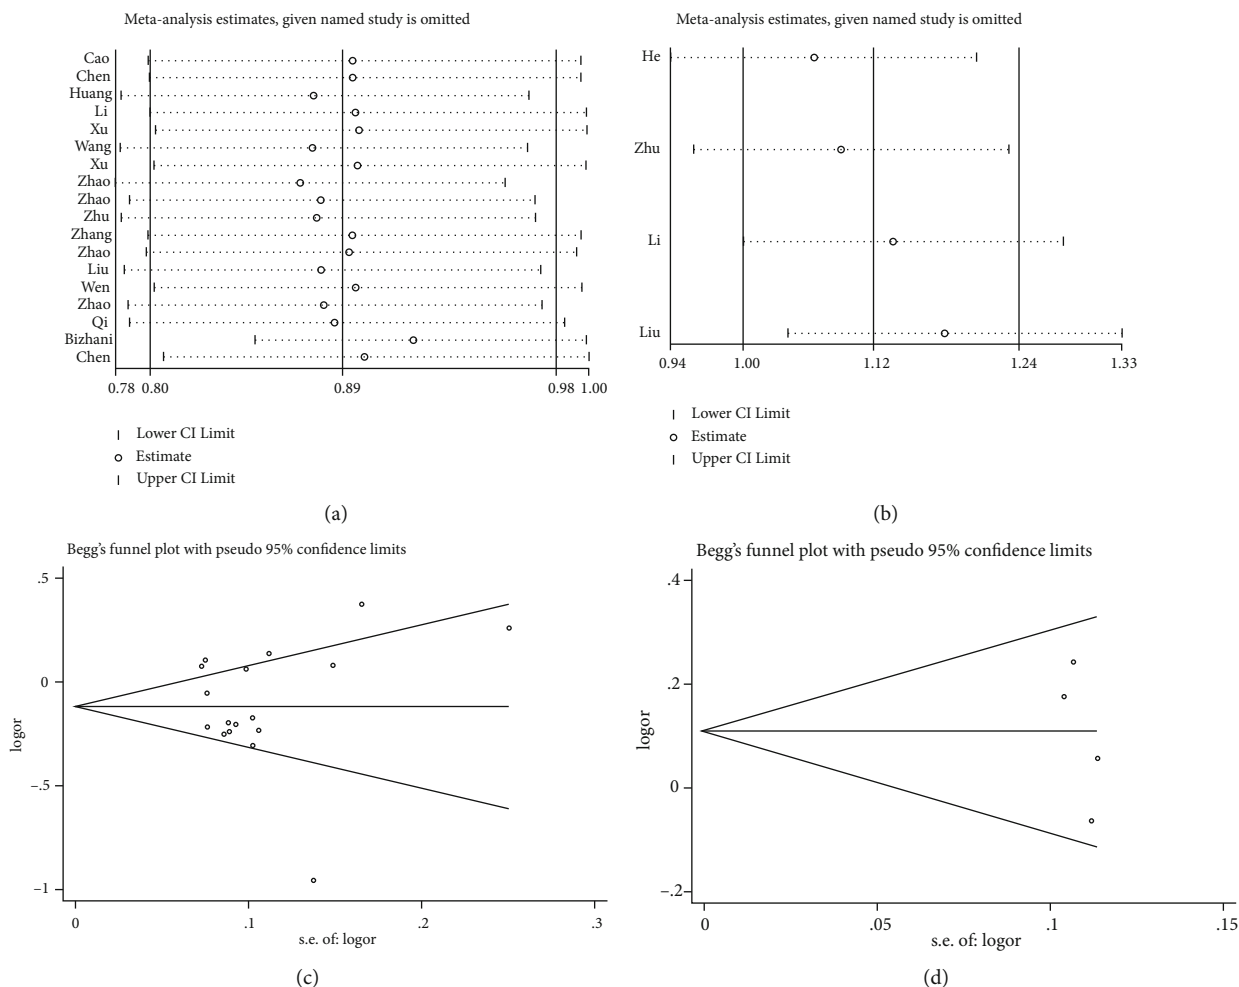 Meta-analysis estimates, given named study is omitted
Cao
Chen
Huang
Li
Xu
Wang
Xu
Zhao
Zhao
Zhu
Zhang
Zhao
Liu
Wen
Zhao
Qi
Bizhani
Chen
0.78 0.80 0.89 0.98 1.00
Lower CI Limit
Estimate
Upper CI Limit
(a)
Meta-analysis estimates, given named study is omitted
He
Zhu
Li
Liu
0.94 1.00 1.12 1.24 1.33
Lower CI Limit
Estimate
Upper CI Limit
(b)
Begg's funnel plot with pseudo 95% confidence limits
.5
0
–.5
–1
logor
0 .1 .2 .3
s.e. of: logor
(c)
Begg's funnel plot with pseudo 95% confidence limits
.4
.2
0
–.2
logor
0 .05 .1 .15
s.e. of: logor
(d)